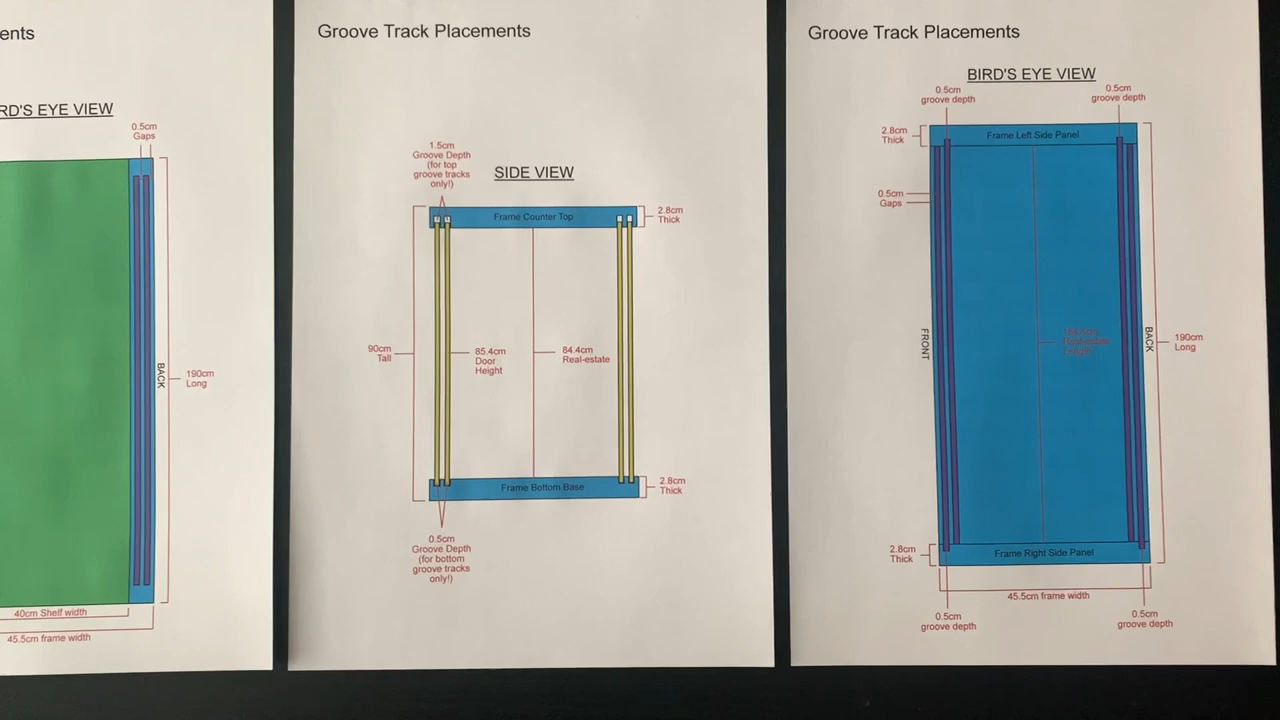 ents
RD'S EYE VIEW
0.5cm
Gaps
BACK
190cm
Long
40cm Shelf width
45.5cm frame width
Groove Track Placements
SIDE VIEW
1.5cm
Groove Depth
(for top
groove tracks
only!)
Frame Counter Top
2.8cm
Thick
90cm
Tall
85.4cm
Door
Height
84.4cm
Real-estate
Frame Bottom Base
2.8cm
Thick
0.5cm
Groove Depth
(for bottom
groove tracks
only!)
Groove Track Placements
BIRD'S EYE VIEW
0.5cm
groove depth
0.5cm
groove depth
2.8cm
Thick
Frame Left Side Panel
0.5cm
Gaps
FRONT
Real-estate
BACK
190cm
Long
2.8cm
Thick
Frame Right Side Panel
45.5cm frame width
0.5cm
groove depth
0.5cm
groove depth